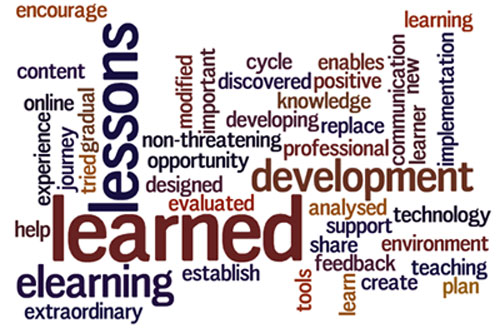 encourage
learning
lessons
content
modified
important
cycle
enables
communication
new
implementation
discovered
positive
online
gradual
knowledge
learner
experience
journey
tried
developing
replace
non-threatening
professional
opportunity
designed
development
evaluated
learned
analysed
technology
help
support
share
environment
elearning
establish
feedback
teaching
tools
learn
create
plan
extraordinary